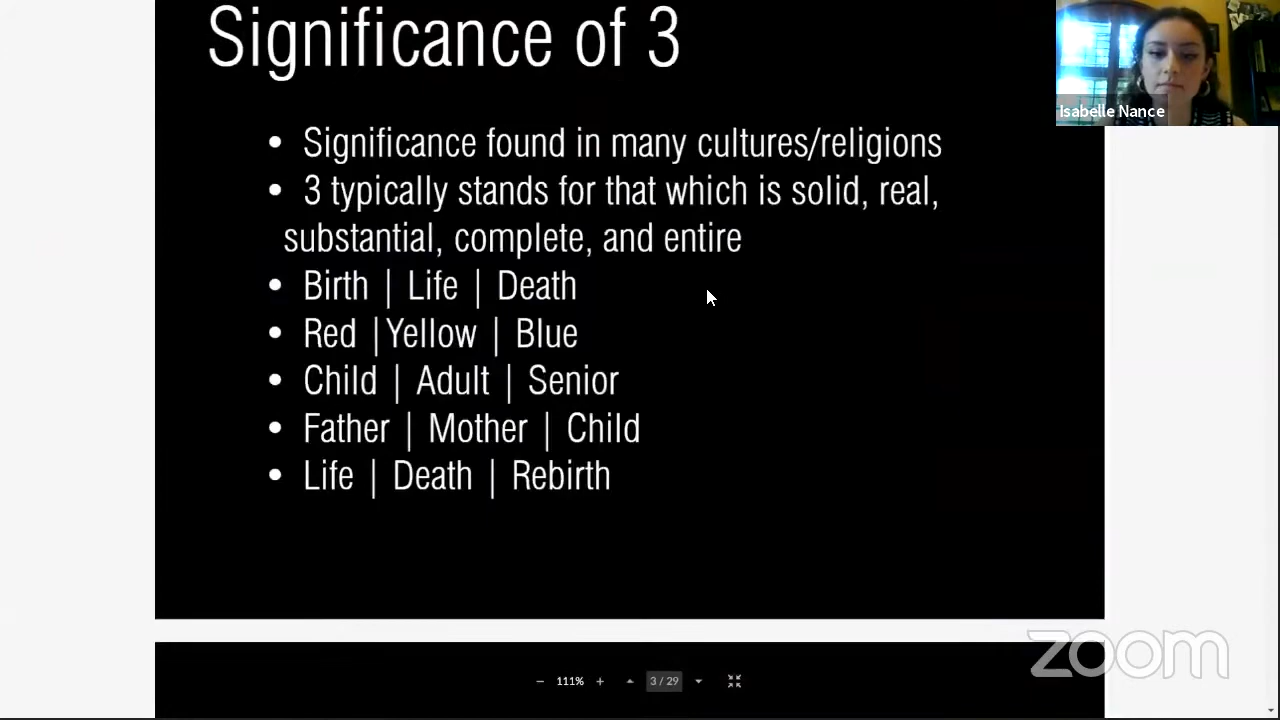 Significance of 3
• Significance found in many cultures/religions
• 3 typically stands for that which is solid, real,
substantial, complete, and entire
• Birth | Life | Death
• Red |Yellow | Blue
• Child | Adult | Senior
• Father | Mother | Child
• Life | Death | Rebirth
Isabelle Nance
zoom
− 111% + 3 / 29